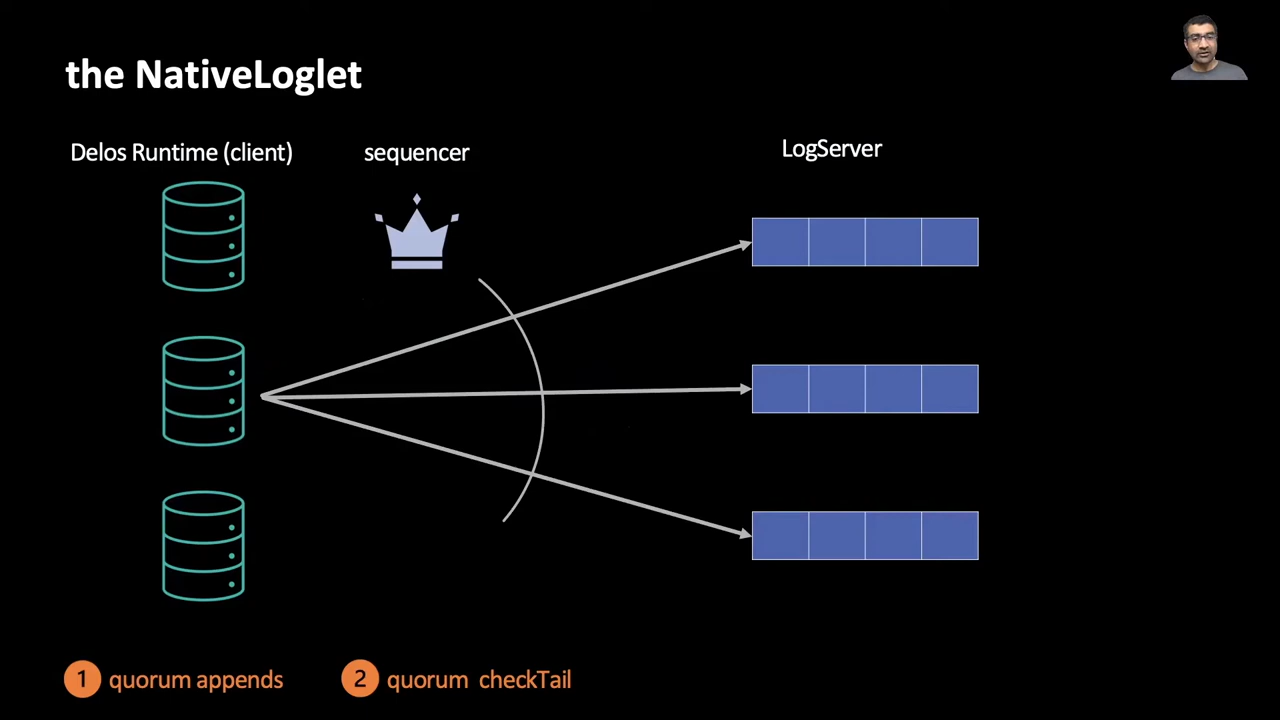 the NativeLoglet
Delos Runtime (client)
sequencer
LogServer
1 quorum appends
2 quorum checkTail